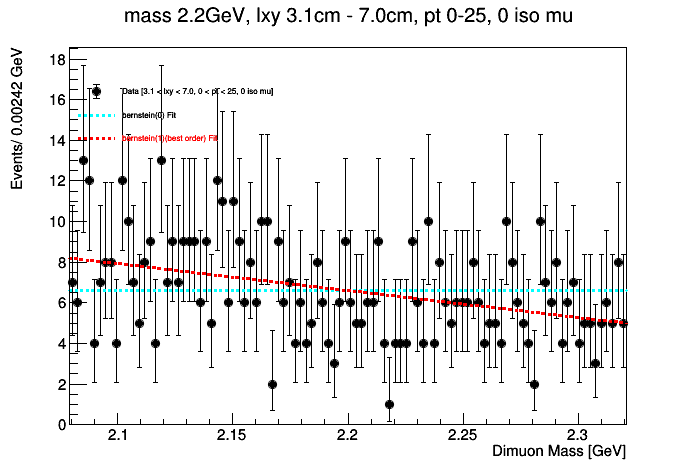 mass 2.2GeV, lxy 3.1cm - 7.0cm, pt 0-25, 0 iso mu
Events/ 0.00242 GeV
18
16
14
12
10
8
6
4
2
0
Data [3.1 < lxy < 7.0, 0 < pt < 25, 0 iso mu]
bernstein(0) Fit
bernstein(1)(best order) Fit
2.1 2.15 2.2 2.25 2.3
Dimuon Mass [GeV]